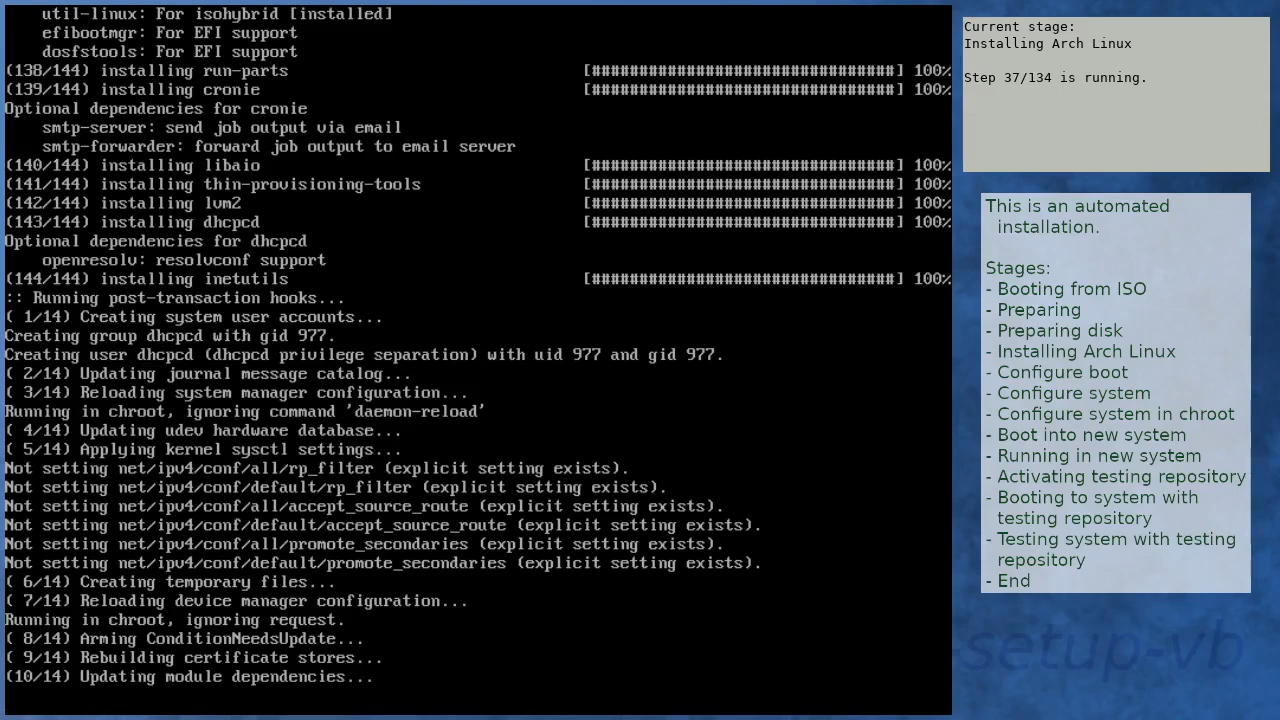 util-linux: For isohybrid [installed]
    efibootmgr: For EFI support
    dosfstools: For EFI support
(138/144) installing run-parts [################################] 100%
(139/144) installing cronie [################################] 100%
Optional dependencies for cronie
    smtp-server: send job output via email
    smtp-forwarder: forward job output to email server
(140/144) installing libaio [################################] 100%
(141/144) installing thin-provisioning-tools [################################] 100%
(142/144) installing lvm2 [################################] 100%
(143/144) installing dhcpcd [################################] 100%
Optional dependencies for dhcpcd
    openresolv: resolvconf support
(144/144) installing inetutils [################################] 100%
:: Running post-transaction hooks...
( 1/14) Creating system user accounts...
Creating group dhcpcd with gid 977.
Creating user dhcpcd (dhcpcd privilege separation) with uid 977 and gid 977.
( 2/14) Updating journal message catalog...
( 3/14) Reloading system manager configuration...
Running in chroot, ignoring command 'daemon-reload'
( 4/14) Updating udev hardware database...
( 5/14) Applying kernel sysctl settings...
Not setting net/ipv4/conf/all/rp_filter (explicit setting exists).
Not setting net/ipv4/conf/default/rp_filter (explicit setting exists).
Not setting net/ipv4/conf/all/accept_source_route (explicit setting exists).
Not setting net/ipv4/conf/default/accept_source_route (explicit setting exists).
Not setting net/ipv4/conf/all/promote_secondaries (explicit setting exists).
Not setting net/ipv4/conf/default/promote_secondaries (explicit setting exists).
( 6/14) Creating temporary files...
( 7/14) Reloading device manager configuration...
Running in chroot, ignoring request.
( 8/14) Arming ConditionNeedsUpdate...
( 9/14) Rebuilding certificate stores...
(10/14) Updating module dependencies...
Current stage:
Installing Arch Linux
Step 37/134 is running.
This is an automated
installation.
Stages:
- Booting from ISO
- Preparing
- Preparing disk
- Installing Arch Linux
- Configure boot
- Configure system
- Configure system in chroot
- Boot into new system
- Running in new system
- Activating testing repository
- Booting to system with
testing repository
- Testing system with testing
repository
- End
-setup-vb